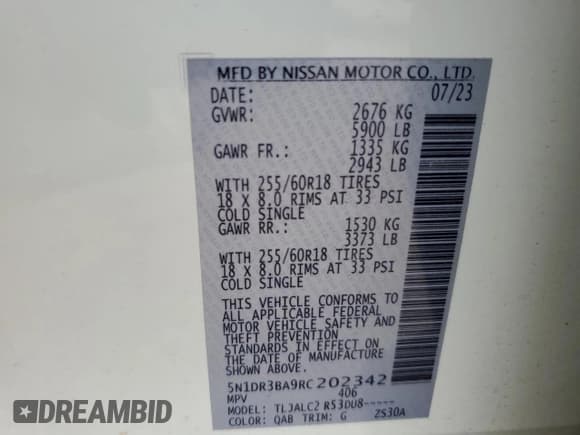 MFD BY NISSAN MOTOR CO., LTD.
DATE: 07/23
GVWR: 2676 KG
5900 LB
GAWR FR.: 1335 KG
2943 LB
WITH 255/60R18 TIRES
18 X 8.0 RIMS AT 33 PSI
COLD SINGLE
GAWR RR.: 1530 KG
3373 LB
WITH 255/60R18 TIRES
18 X 8.0 RIMS AT 33 PSI
COLD SINGLE
THIS VEHICLE CONFORMS TO
ALL APPLICABLE FEDERAL
MOTOR VEHICLE SAFETY AND
THEFT PREVENTION
STANDARDS IN EFFECT ON
THE DATE OF MANUFACTURE
SHOWN ABOVE.
5N1DR3BA9RC202342
MPV 406
MODEL: TLJALC2 R53DU8-----
COLOR: QAB TRIM: G ZS30A
DREAMBID
DREAMBID